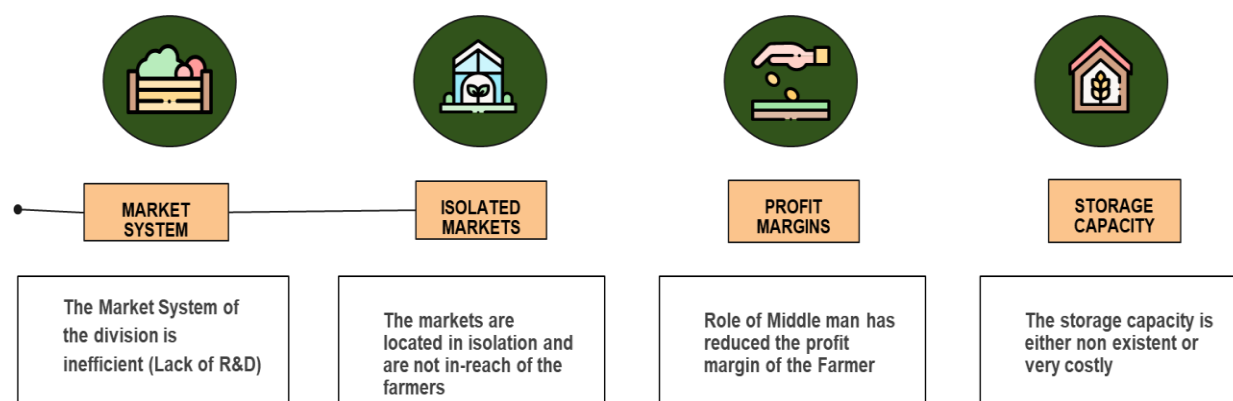 MARKET
SYSTEM
ISOLATED
MARKETS
PROFIT
MARGINS
STORAGE
CAPACITY
The Market System of
the division is
inefficient (Lack of R&D)
The markets are
located in isolation and
are not in-reach of the
farmers
Role of Middle man has
reduced the profit
margin of the Farmer
The storage capacity is
either non existent or
very costly